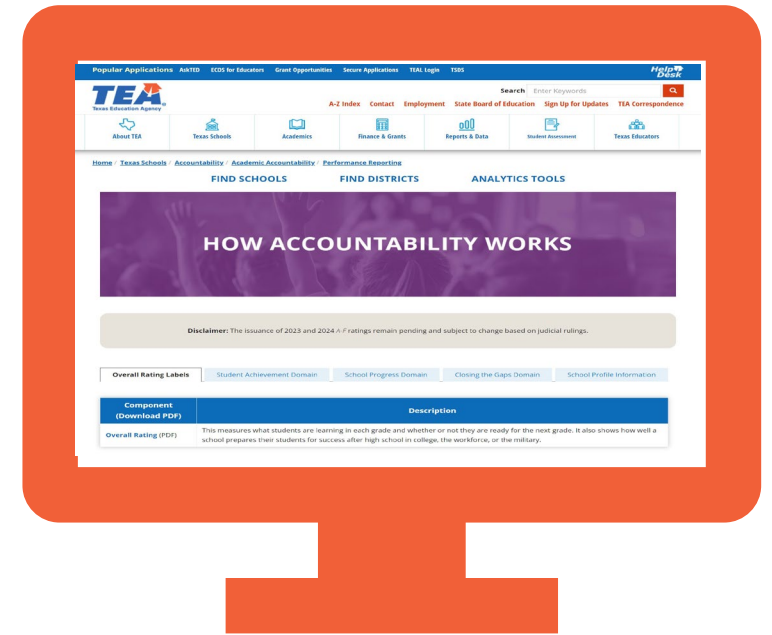 Popular Applications AskTED ECOS for Educators Grant Opportunities Secure Applications TEAL Login TSDS Help Desk
TEA
Texas Education Agency
Search Enter Keywords
A-Z Index Contact Employment State Board of Education Sign Up for Updates TEA Correspondence
About TEA Texas Schools Academics Finance & Grants Reports & Data Student Assessment Texas Educators
Home / Texas Schools / Accountability / Academic Accountability / Performance Reporting
FIND SCHOOLS FIND DISTRICTS ANALYTICS TOOLS
HOW ACCOUNTABILITY WORKS
Disclaimer: The issuance of 2023 and 2024 A-F ratings remain pending and subject to change based on judicial rulings.
Overall Rating Labels Student Achievement Domain School Progress Domain Closing the Gaps Domain School Profile Information
Component
(Download PDF)
Description
Overall Rating (PDF)
This measures what students are learning in each grade and whether or not they are ready for the next grade. It also shows how well a
school prepares their students for success after high school in college, the workforce, or the military.